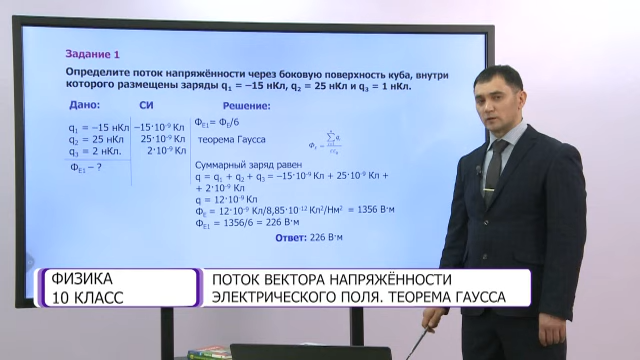 Задание 1
Определите поток напряжённости через боковую поверхность куба, внутри
которого размещены заряды q₁ = –15 нКл, q₂ = 25 нКл и q₃ = 1 нКл.
Дано: СИ Решение:
q₁ = –15 нКл –15·10⁻⁹ Кл
q₂ = 25 нКл 25·10⁻⁹ Кл
q₃ = 2 нКл. 2·10⁻⁹ Кл
Ф_E1 – ?
Ф_E1= Ф_E/6
теорема Гаусса
Суммарный заряд равен
q = q₁ + q₂ + q₃ = –15·10⁻⁹ Кл + 25·10⁻⁹ Кл +
+ 2·10⁻⁹ Кл
q = 12·10⁻⁹ Кл
Ф_E = 12·10⁻⁹ Кл/8,85·10⁻¹² Кл²/Нм² = 1356 В·м
Ф_E1 = 1356/6 = 226 В·м
Ответ: 226 В·м
ФИЗИКА
10 КЛАСС
ПОТОК ВЕКТОРА НАПРЯЖЁННОСТИ
ЭЛЕКТРИЧЕСКОГО ПОЛЯ. ТЕОРЕМА ГАУССА